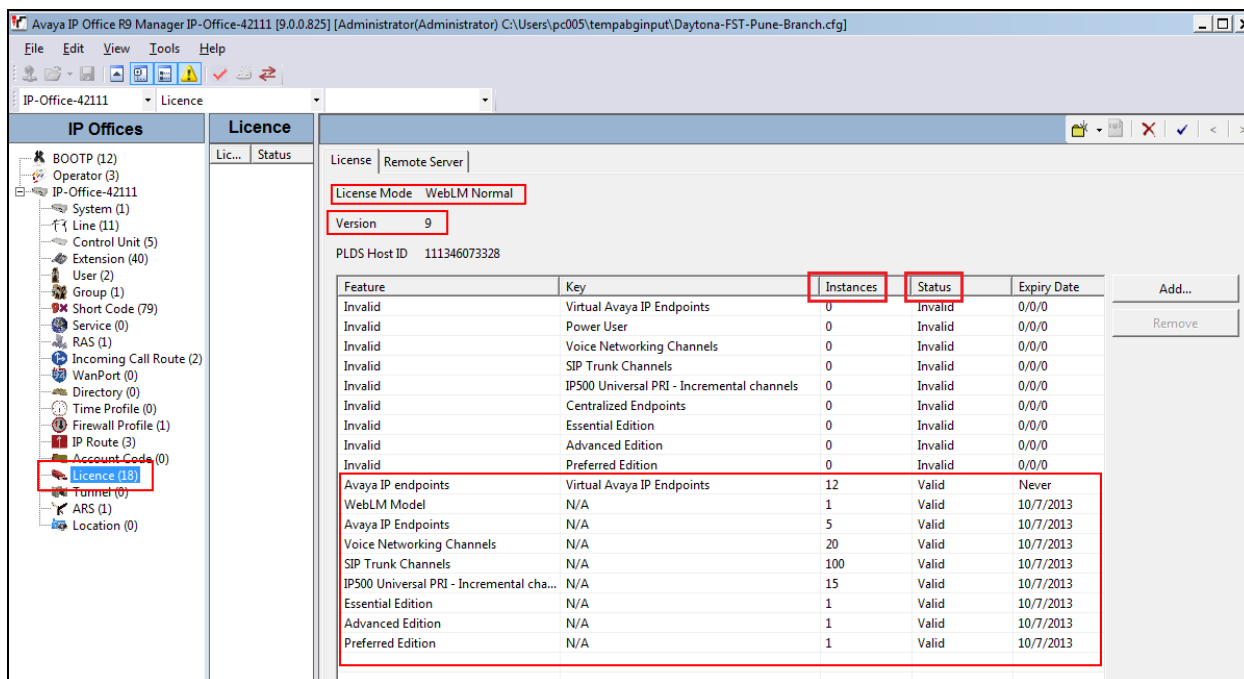 Avaya IP Office R9 Manager IP-Office-42111 [9.0.0.825] [Administrator(Administrator) C:\Users\pc005\tempabginput\Daytona-FST-Pune-Branch.cfg]
File Edit View Tools Help
IP-Office-42111 Licence
IP Offices
BOOTP (12)
Operator (3)
IP-Office-42111
System (1)
Line (11)
Control Unit (5)
Extension (40)
User (2)
Group (1)
Short Code (79)
Service (0)
RAS (1)
Incoming Call Route (2)
WanPort (0)
Directory (0)
Time Profile (0)
Firewall Profile (1)
IP Route (3)
Account Code (0)
Licence (18)
Tunnel (0)
ARS (1)
Location (0)
Licence
Lic... Status
License Remote Server
License Mode WebLM Normal
Version 9
PLDS Host ID 111346073328
Feature Key Instances Status Expiry Date
Invalid Virtual Avaya IP Endpoints 0 Invalid 0/0/0
Invalid Power User 0 Invalid 0/0/0
Invalid Voice Networking Channels 0 Invalid 0/0/0
Invalid SIP Trunk Channels 0 Invalid 0/0/0
Invalid IP500 Universal PRI - Incremental channels 0 Invalid 0/0/0
Invalid Centralized Endpoints 0 Invalid 0/0/0
Invalid Essential Edition 0 Invalid 0/0/0
Invalid Advanced Edition 0 Invalid 0/0/0
Invalid Preferred Edition 0 Invalid 0/0/0
Avaya IP endpoints Virtual Avaya IP Endpoints 12 Valid Never
WebLM Model N/A 1 Valid 10/7/2013
Avaya IP Endpoints N/A 5 Valid 10/7/2013
Voice Networking Channels N/A 20 Valid 10/7/2013
SIP Trunk Channels N/A 100 Valid 10/7/2013
IP500 Universal PRI - Incremental cha... N/A 15 Valid 10/7/2013
Essential Edition N/A 1 Valid 10/7/2013
Advanced Edition N/A 1 Valid 10/7/2013
Preferred Edition N/A 1 Valid 10/7/2013
Add...
Remove